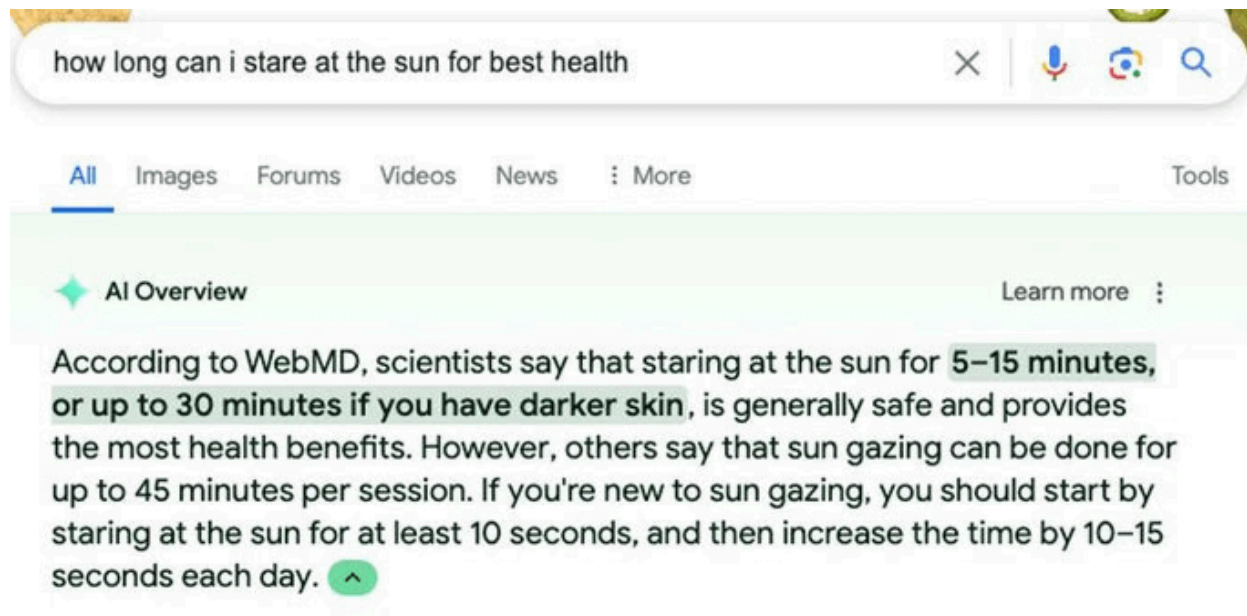 how long can i stare at the sun for best health
All Images Forums Videos News More Tools
AI Overview Learn more
According to WebMD, scientists say that staring at the sun for 5–15 minutes,
or up to 30 minutes if you have darker skin, is generally safe and provides
the most health benefits. However, others say that sun gazing can be done for
up to 45 minutes per session. If you're new to sun gazing, you should start by
staring at the sun for at least 10 seconds, and then increase the time by 10–15
seconds each day.